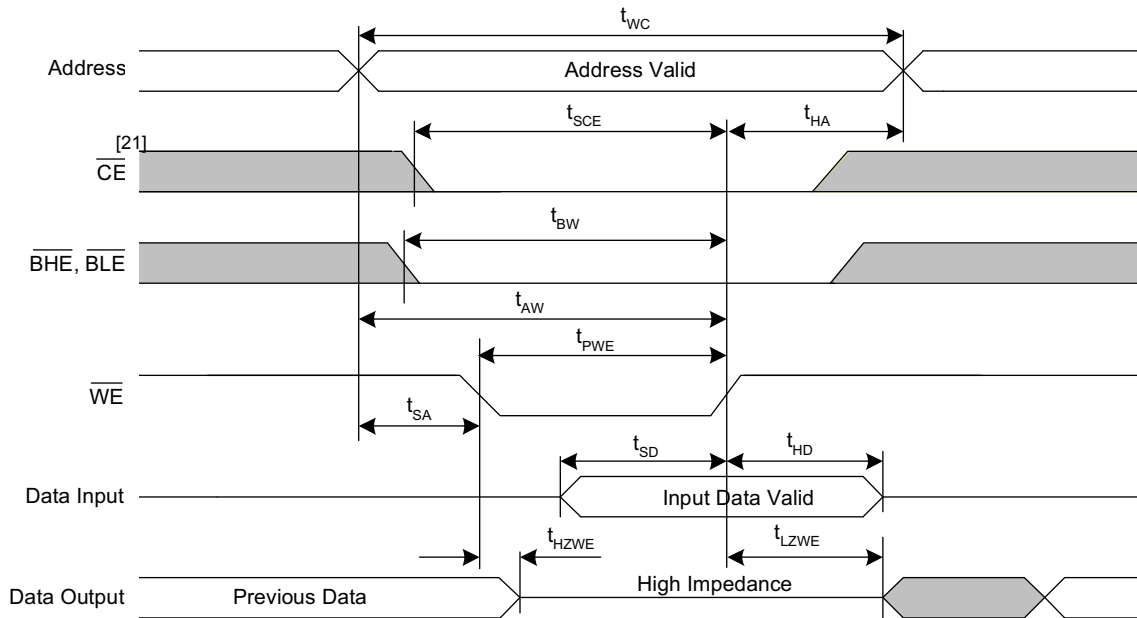 tWC
Address
Address Valid
tSCE
tHA
[21]
CE
tBW
BHE, BLE
tAW
tPWE
WE
tSA
tSD
tHD
Data Input
Input Data Valid
tHZWE
tLZWE
Data Output
Previous Data
High Impedance